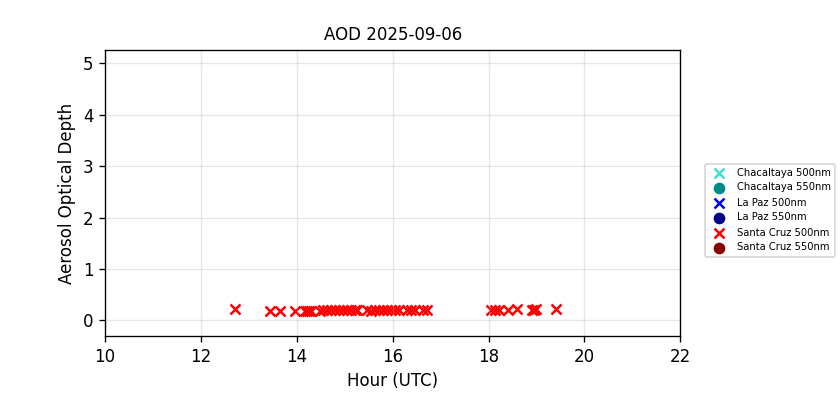 AOD 2025-09-06
Aerosol Optical Depth
5
4
3
2
1
0
10 12 14 16 18 20 22
Hour (UTC)
Chacaltaya 500nm
Chacaltaya 550nm
La Paz 500nm
La Paz 550nm
Santa Cruz 500nm
Santa Cruz 550nm